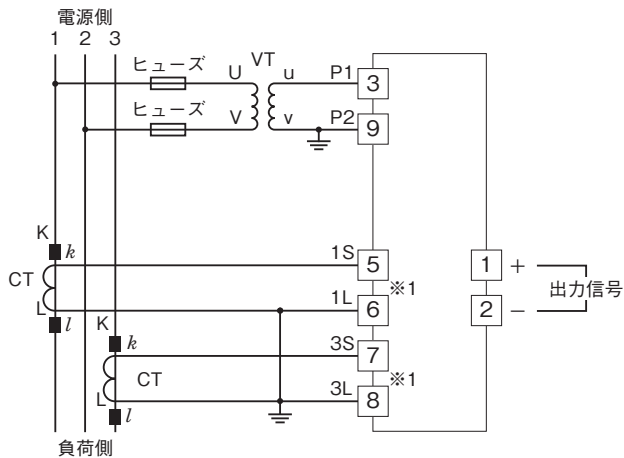 電源側
1 2 3
ヒューズ U VT u P1 3
ヒューズ V v P2 9
K k 1S 5 1 +
CT ※1 出力信号
L l 1L 6 2 −
K k 3S 7
CT ※1
L l 3L 8
負荷側